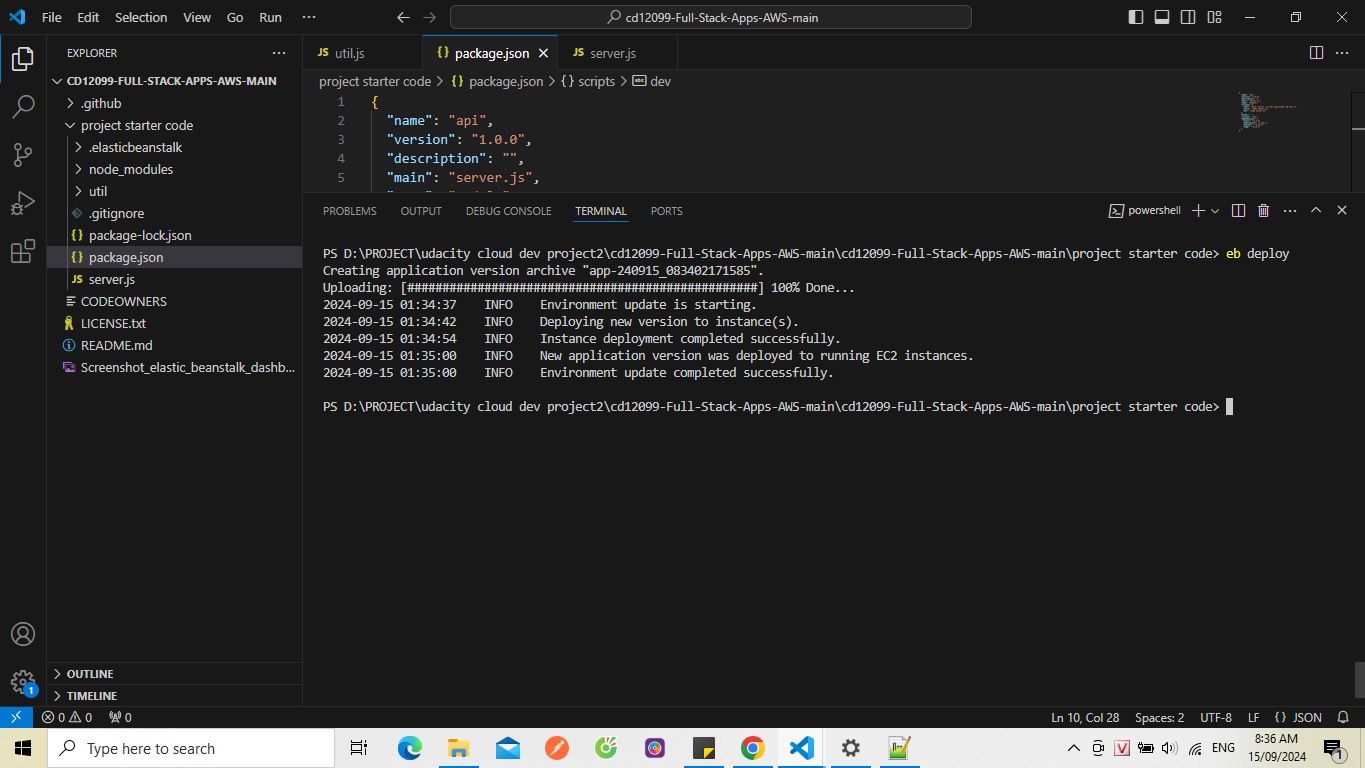 File Edit Selection View Go Run ···
cd12099-Full-Stack-Apps-AWS-main
EXPLORER
CD12099-FULL-STACK-APPS-AWS-MAIN
.github
project starter code
.elasticbeanstalk
node_modules
util
.gitignore
package-lock.json
package.json
server.js
CODEOWNERS
LICENSE.txt
README.md
Screenshot_elastic_beanstalk_dashb...
OUTLINE
TIMELINE
JS util.js
{} package.json
JS server.js
project starter code > {} package.json > {} scripts > abc dev
1 {
2 "name": "api",
3 "version": "1.0.0",
4 "description": "",
5 "main": "server.js",
PROBLEMS OUTPUT DEBUG CONSOLE TERMINAL PORTS
powershell
PS D:\PROJECT\udacity cloud dev project2\cd12099-Full-Stack-Apps-AWS-main\cd12099-Full-Stack-Apps-AWS-main\project starter code> eb deploy
Creating application version archive "app-240915_083402171585".
Uploading: [##################################################] 100% Done...
2024-09-15 01:34:37 INFO Environment update is starting.
2024-09-15 01:34:42 INFO Deploying new version to instance(s).
2024-09-15 01:34:54 INFO Instance deployment completed successfully.
2024-09-15 01:35:00 INFO New application version was deployed to running EC2 instances.
2024-09-15 01:35:00 INFO Environment update completed successfully.
PS D:\PROJECT\udacity cloud dev project2\cd12099-Full-Stack-Apps-AWS-main\cd12099-Full-Stack-Apps-AWS-main\project starter code>
1
0 0 0
Ln 10, Col 28 Spaces: 2 UTF-8 LF {} JSON
Type here to search
ENG
8:36 AM
15/09/2024
1